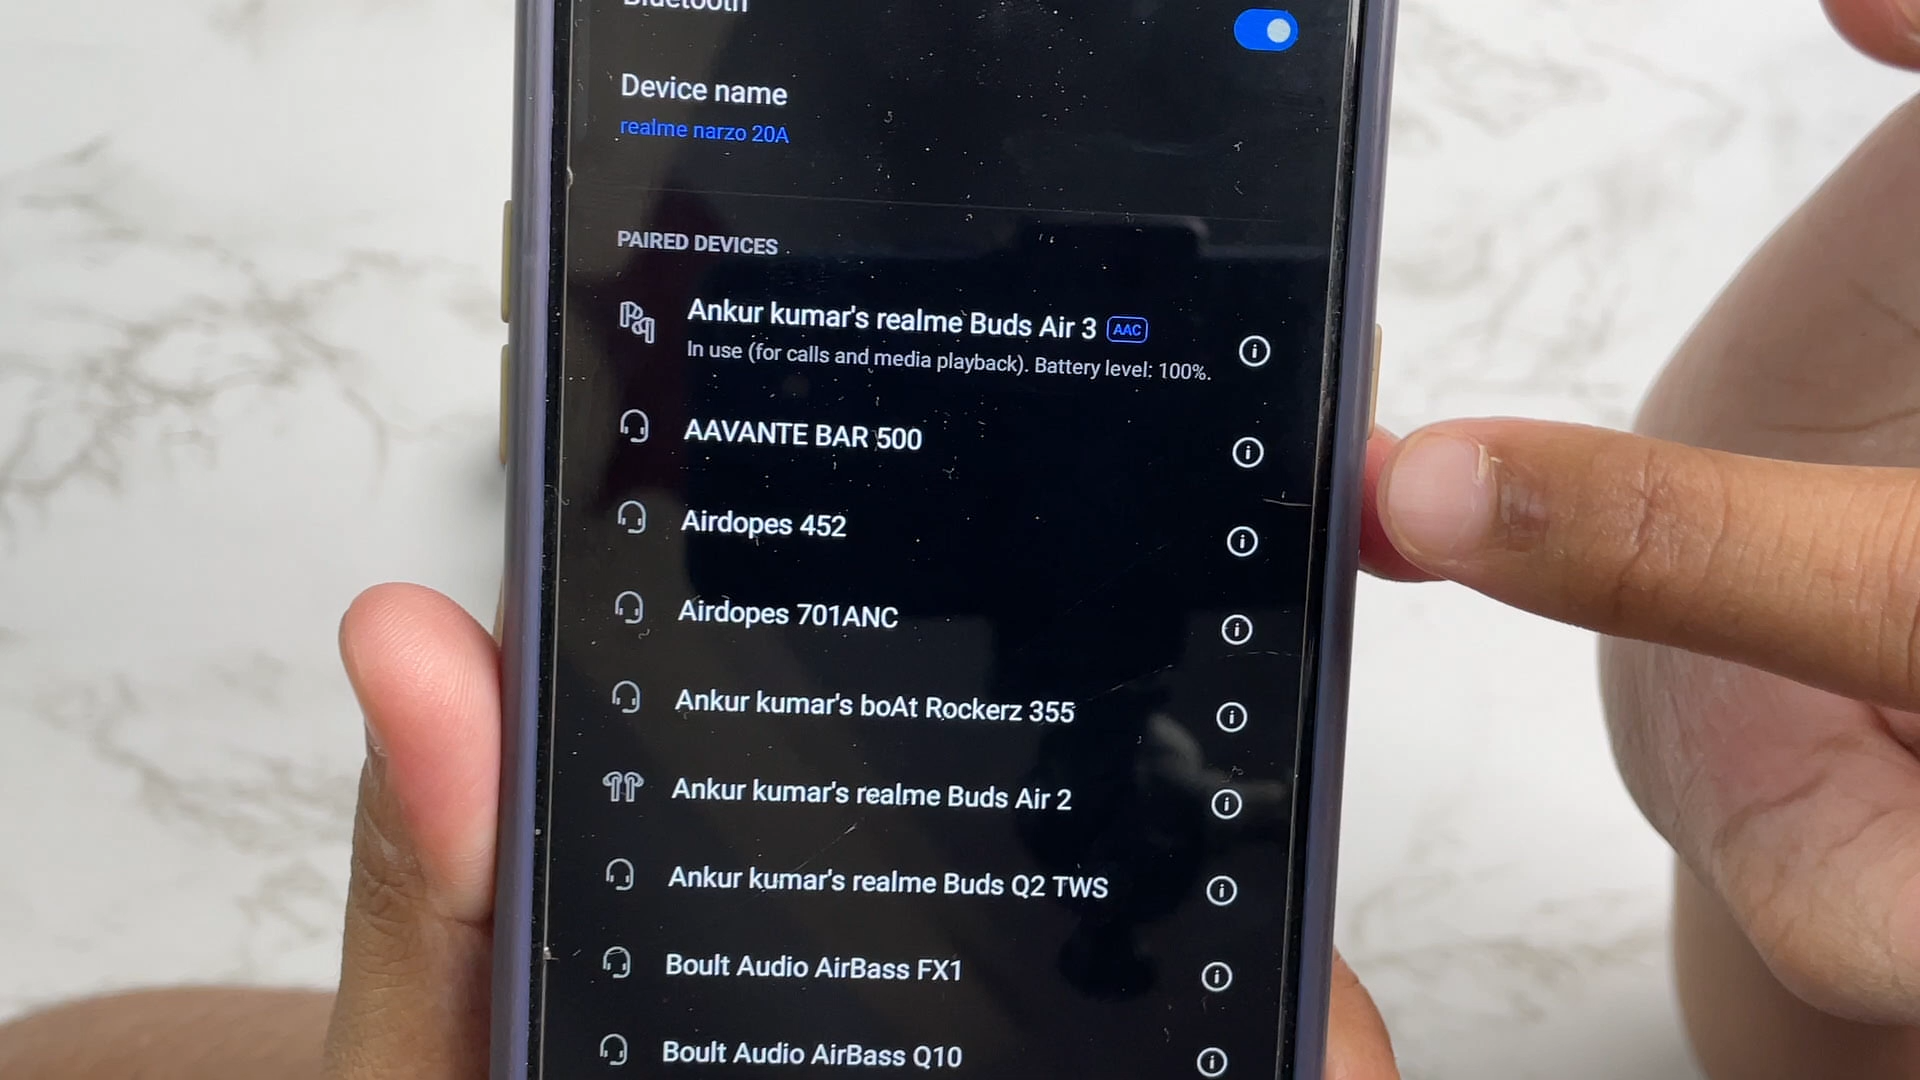 Bluetooth
Device name
realme narzo 20A
PAIRED DEVICES
Ankur kumar's realme Buds Air 3 AAC
In use (for calls and media playback). Battery level: 100%.
AAVANTE BAR 500
Airdopes 452
Airdopes 701ANC
Ankur kumar's boAt Rockerz 355
Ankur kumar's realme Buds Air 2
Ankur kumar's realme Buds Q2 TWS
Boult Audio AirBass FX1
Boult Audio AirBass Q10